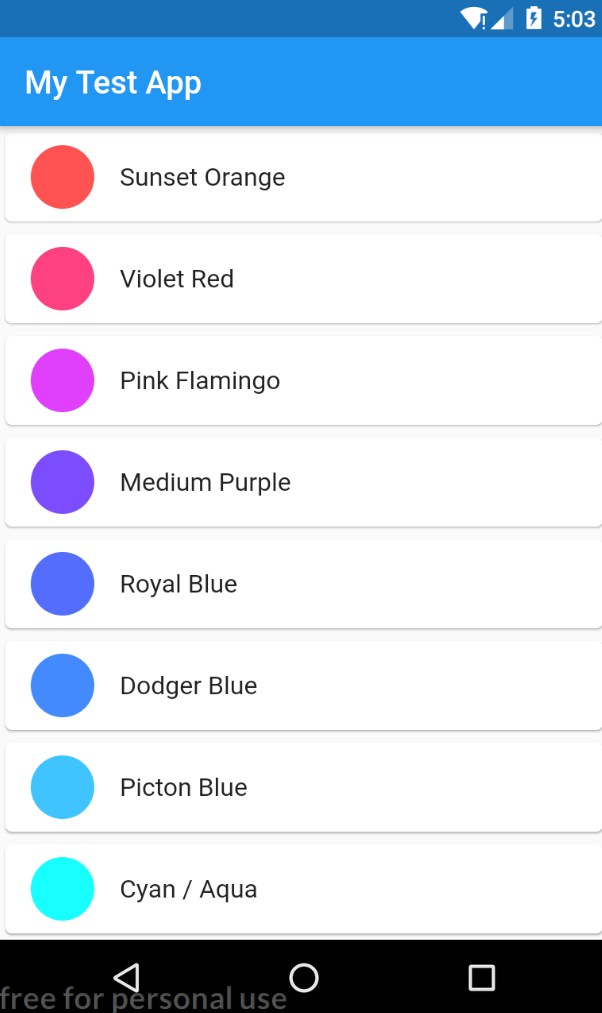 5:03
My Test App
Sunset Orange
Violet Red
Pink Flamingo
Medium Purple
Royal Blue
Dodger Blue
Picton Blue
Cyan / Aqua
free for personal use